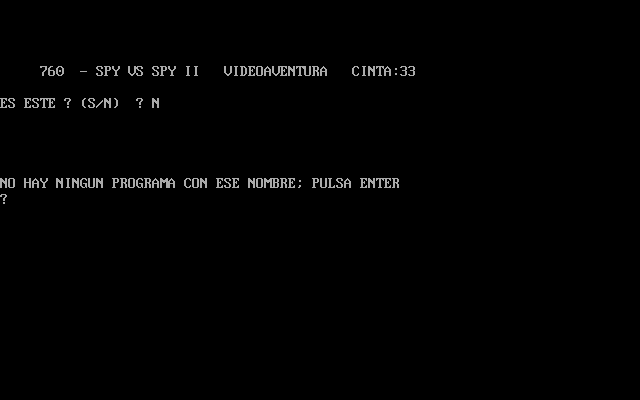 760 - SPY VS SPY II VIDEOAVENTURA CINTA:33
ES ESTE ? (S/N) ? N
NO HAY NINGUN PROGRAMA CON ESE NOMBRE; PULSA ENTER
?